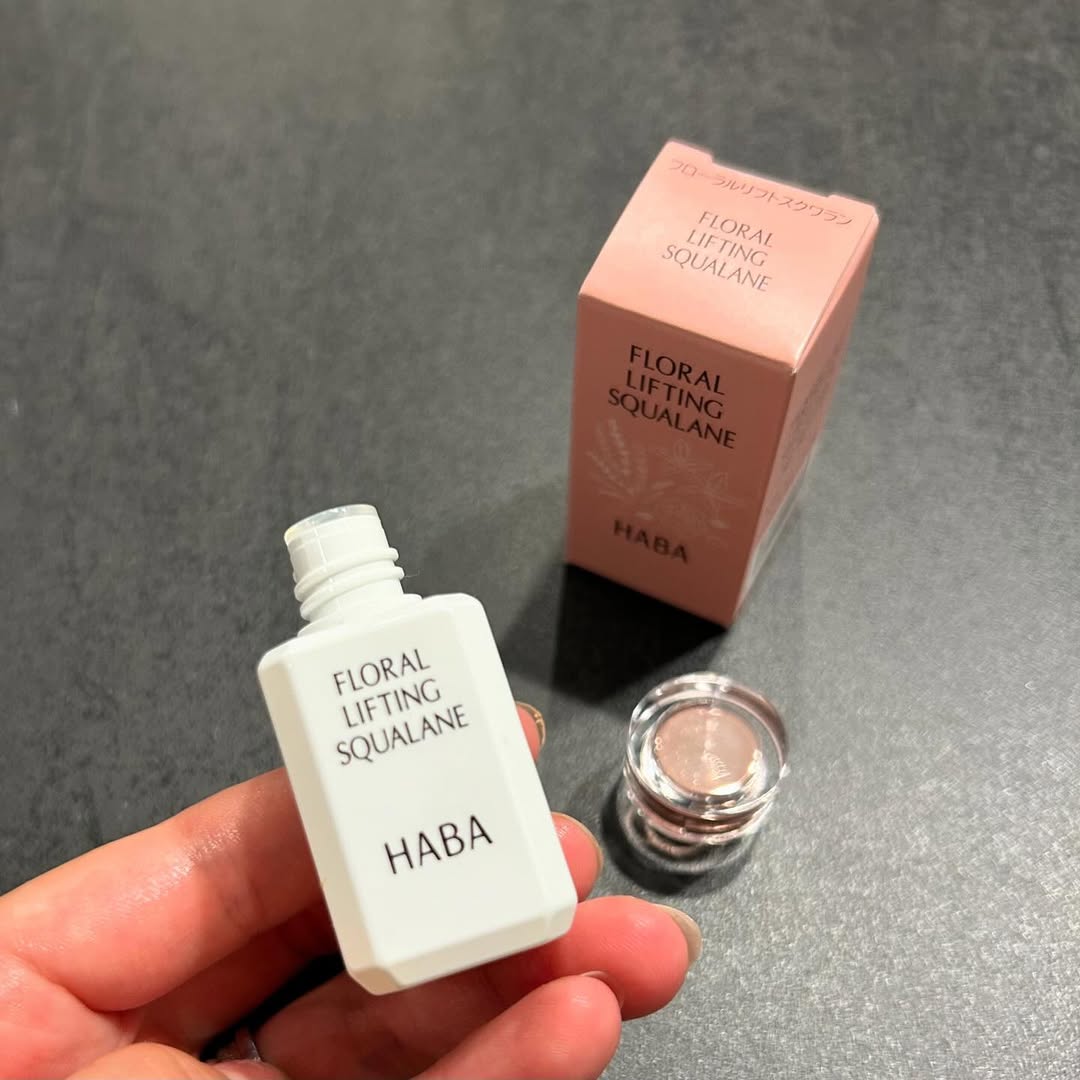 フローラルリフトスクワラン
FLORAL
LIFTING
SQUALANE
FLORAL
LIFTING
SQUALANE
HABA
FLORAL
LIFTING
SQUALANE
HABA